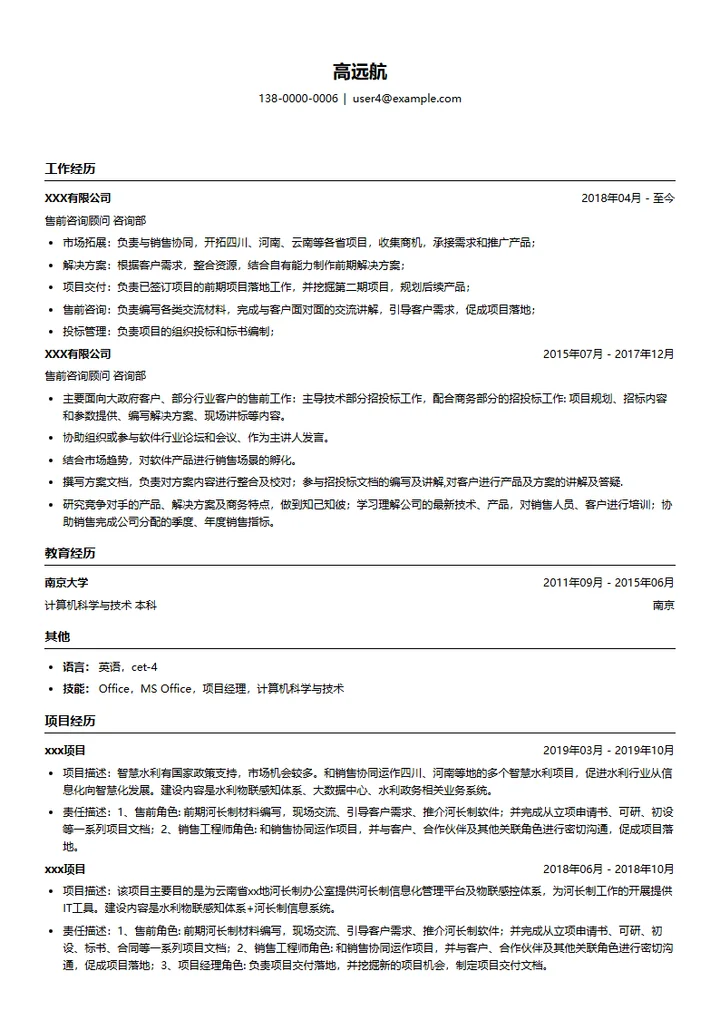 高远航
138-0000-0006 | user4@example.com
工作经历
XXX有限公司 2018年04月 - 至今
售前咨询顾问 咨询部
• 市场拓展：负责与销售协同，开拓四川、河南、云南等各省项目，收集商机，承接需求和推广产品；
• 解决方案：根据客户需求，整合资源，结合自有能力制作前期解决方案；
• 项目交付：负责已签订项目的前期项目落地工作，并挖掘第二期项目，规划后续产品；
• 售前咨询：负责编写各类交流材料，完成与客户面对面的交流讲解，引导客户需求，促成项目落地；
• 投标管理：负责项目的组织投标和标书编制；
XXX有限公司 2015年07月 - 2017年12月
售前咨询顾问 咨询部
• 主要面向大政府客户、部分行业客户的售前工作：主导技术部分招投标工作，配合商务部分的招投标工作: 项目规划、招标内容
和参数提供、编写解决方案、现场讲标等内容。
• 协助组织或参与软件行业论坛和会议、作为主讲人发言。
• 结合市场趋势，对软件产品进行销售场景的孵化。
• 撰写方案文档，负责对方案内容进行整合及校对；参与招投标文档的编写及讲解,对客户进行产品及方案的讲解及答疑.
• 研究竞争对手的产品、解决方案及商务特点，做到知己知彼；学习理解公司的最新技术、产品，对销售人员、客户进行培训；协
助销售完成公司分配的季度、年度销售指标。
教育经历
南京大学 2011年09月 - 2015年06月
计算机科学与技术 本科 南京
其他
• 语言： 英语，cet-4
• 技能： Office，MS Office，项目经理，计算机科学与技术
项目经历
xxx项目 2019年03月 - 2019年10月
• 项目描述：智慧水利有国家政策支持，市场机会较多。和销售协同运作四川、河南等地的多个智慧水利项目，促进水利行业从信
息化向智慧化发展。建设内容是水利物联感知体系、大数据中心、水利政务相关业务系统。
• 责任描述：1、售前角色: 前期河长制材料编写，现场交流、引导客户需求、推介河长制软件；并完成从立项申请书、可研、初设
等一系列项目文档；2、销售工程师角色: 和销售协同运作项目，并与客户、合作伙伴及其他关联角色进行密切沟通，促成项目落
地。
xxx项目 2018年06月 - 2018年10月
• 项目描述：该项目主要目的是为云南省xx地河长制办公室提供河长制信息化管理平台及物联感控体系，为河长制工作的开展提供
IT工具。建设内容是水利物联感知体系+河长制信息系统。
• 责任描述：1、售前角色: 前期河长制材料编写，现场交流、引导客户需求、推介河长制软件；并完成从立项申请书、可研、初
设、标书、合同等一系列项目文档；2、销售工程师角色: 和销售协同运作项目，并与客户、合作伙伴及其他关联角色进行密切沟
通，促成项目落地；3、项目经理角色: 负责项目交付落地，并挖掘新的项目机会，制定项目交付文档。